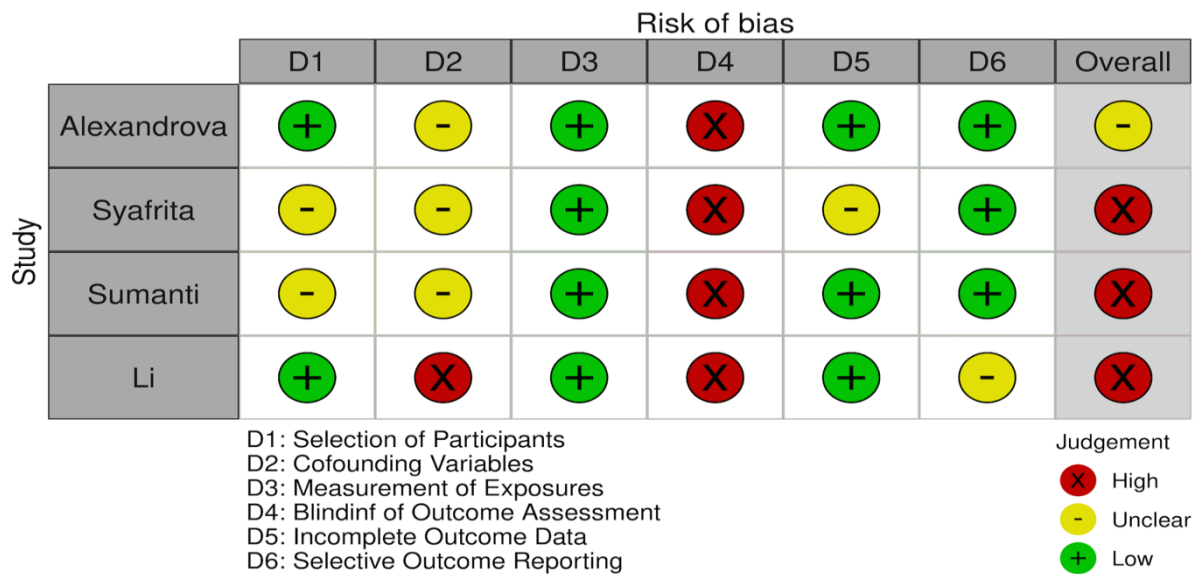 Risk of bias
D1 D2 D3 D4 D5 D6 Overall
Study
Alexandrova + - + X + + -
Syafrita - - + X - + X
Sumanti - - + X + + X
Li + X + X + - X
D1: Selection of Participants
D2: Cofounding Variables
D3: Measurement of Exposures
D4: Blindinf of Outcome Assessment
D5: Incomplete Outcome Data
D6: Selective Outcome Reporting
Judgement
X High
- Unclear
+ Low